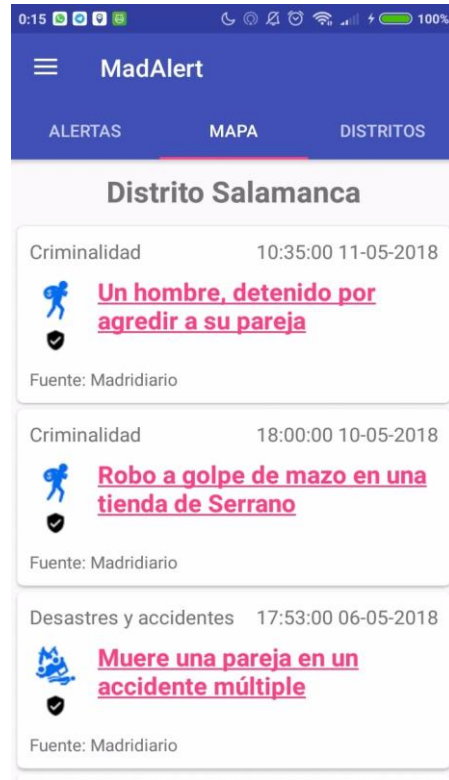 0:15 100%
MadAlert
ALERTAS MAPA DISTRITOS
Distrito Salamanca
Criminalidad 10:35:00 11-05-2018
Un hombre, detenido por
agredir a su pareja
Fuente: Madridiario
Criminalidad 18:00:00 10-05-2018
Robo a golpe de mazo en una
tienda de Serrano
Fuente: Madridiario
Desastres y accidentes 17:53:00 06-05-2018
Muere una pareja en un
accidente múltiple
Fuente: Madridiario